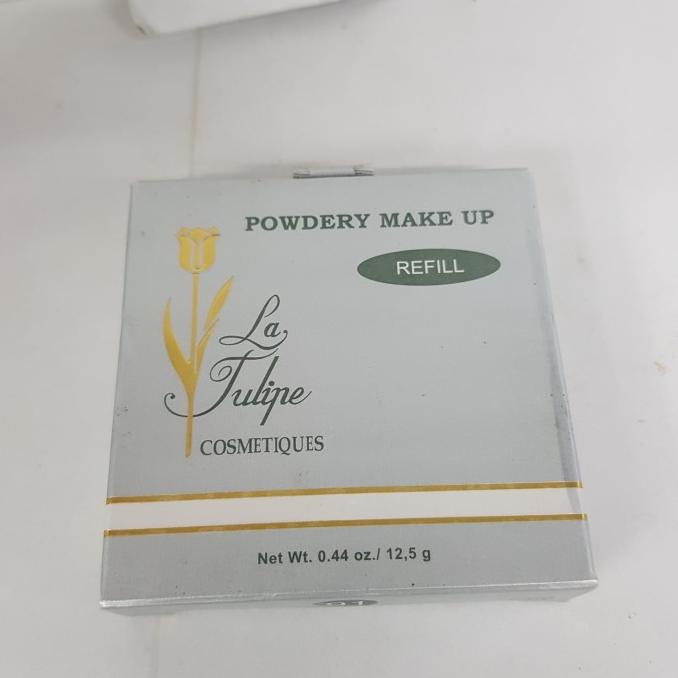 POWDERY MAKE UP
REFILL
La
Tulipe
COSMETIQUES
Net Wt. 0.44 oz./ 12,5 g